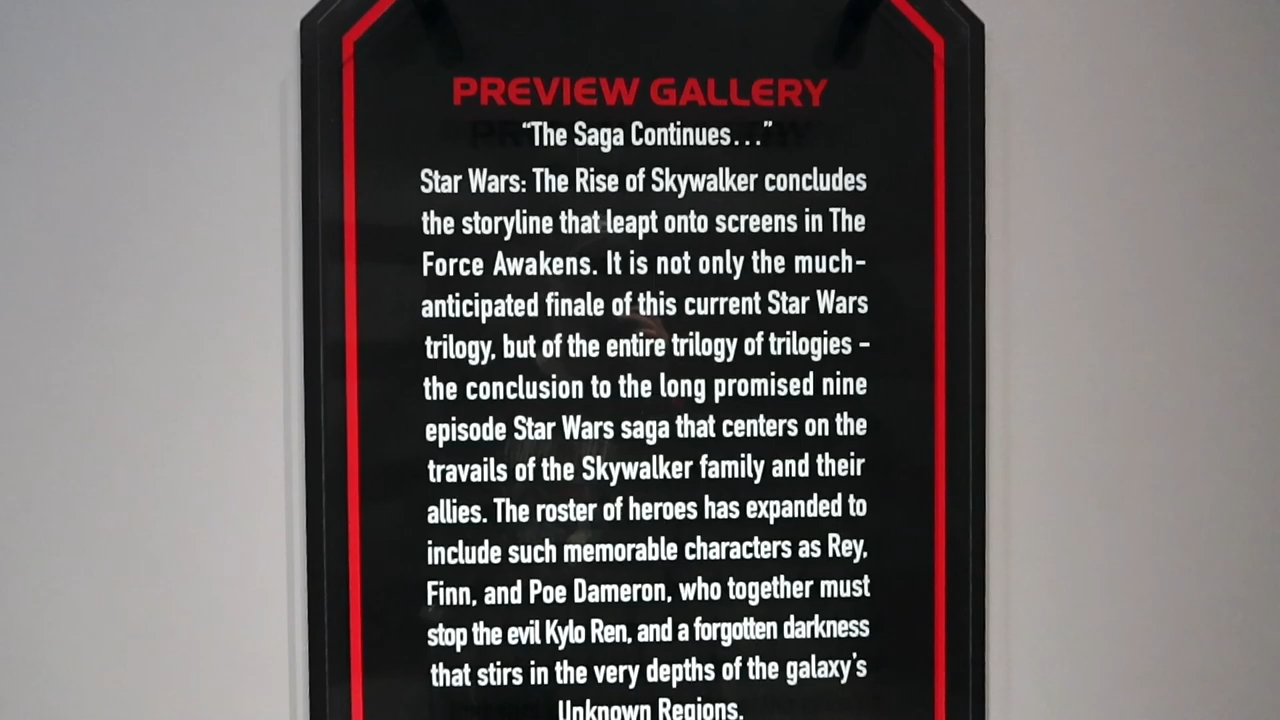 PREVIEW GALLERY
“The Saga Continues...”
Star Wars: The Rise of Skywalker concludes
the storyline that leapt onto screens in The
Force Awakens. It is not only the much-
anticipated finale of this current Star Wars
trilogy, but of the entire trilogy of trilogies –
the conclusion to the long promised nine
episode Star Wars saga that centers on the
travails of the Skywalker family and their
allies. The roster of heroes has expanded to
include such memorable characters as Rey,
Finn, and Poe Dameron, who together must
stop the evil Kylo Ren, and a forgotten darkness
that stirs in the very depths of the galaxy’s
Unknown Regions.